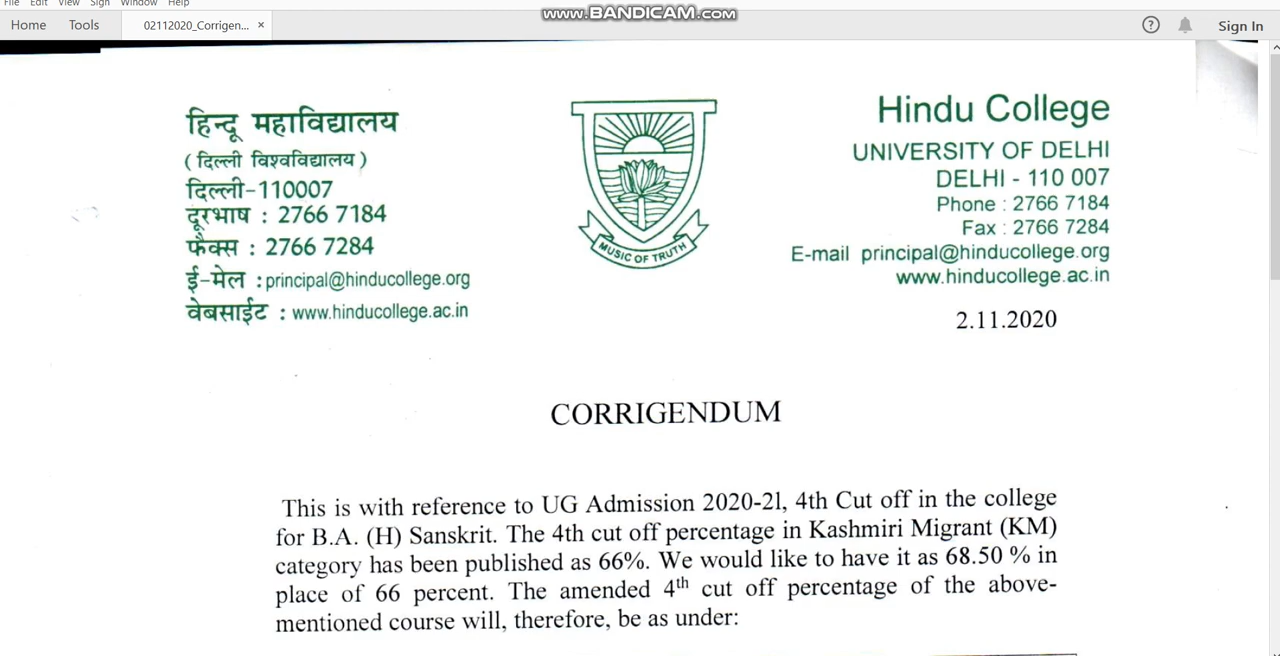 File Edit View Sign Window Help
www.BANDICAM.com
Home Tools 02112020_Corrigen... × Sign In
हिन्दू महाविद्यालय
( दिल्ली विश्वविद्यालय )
दिल्ली-110007
दूरभाष : 2766 7184
फैक्स : 2766 7284
ई-मेल : principal@hinducollege.org
वेबसाईट : www.hinducollege.ac.in
MUSIC OF TRUTH
Hindu College
UNIVERSITY OF DELHI
DELHI - 110 007
Phone : 2766 7184
Fax : 2766 7284
E-mail principal@hinducollege.org
www.hinducollege.ac.in
2.11.2020
CORRIGENDUM
This is with reference to UG Admission 2020-21, 4th Cut off in the college
for B.A. (H) Sanskrit. The 4th cut off percentage in Kashmiri Migrant (KM)
category has been published as 66%. We would like to have it as 68.50 % in
place of 66 percent. The amended 4th cut off percentage of the above-
mentioned course will, therefore, be as under: